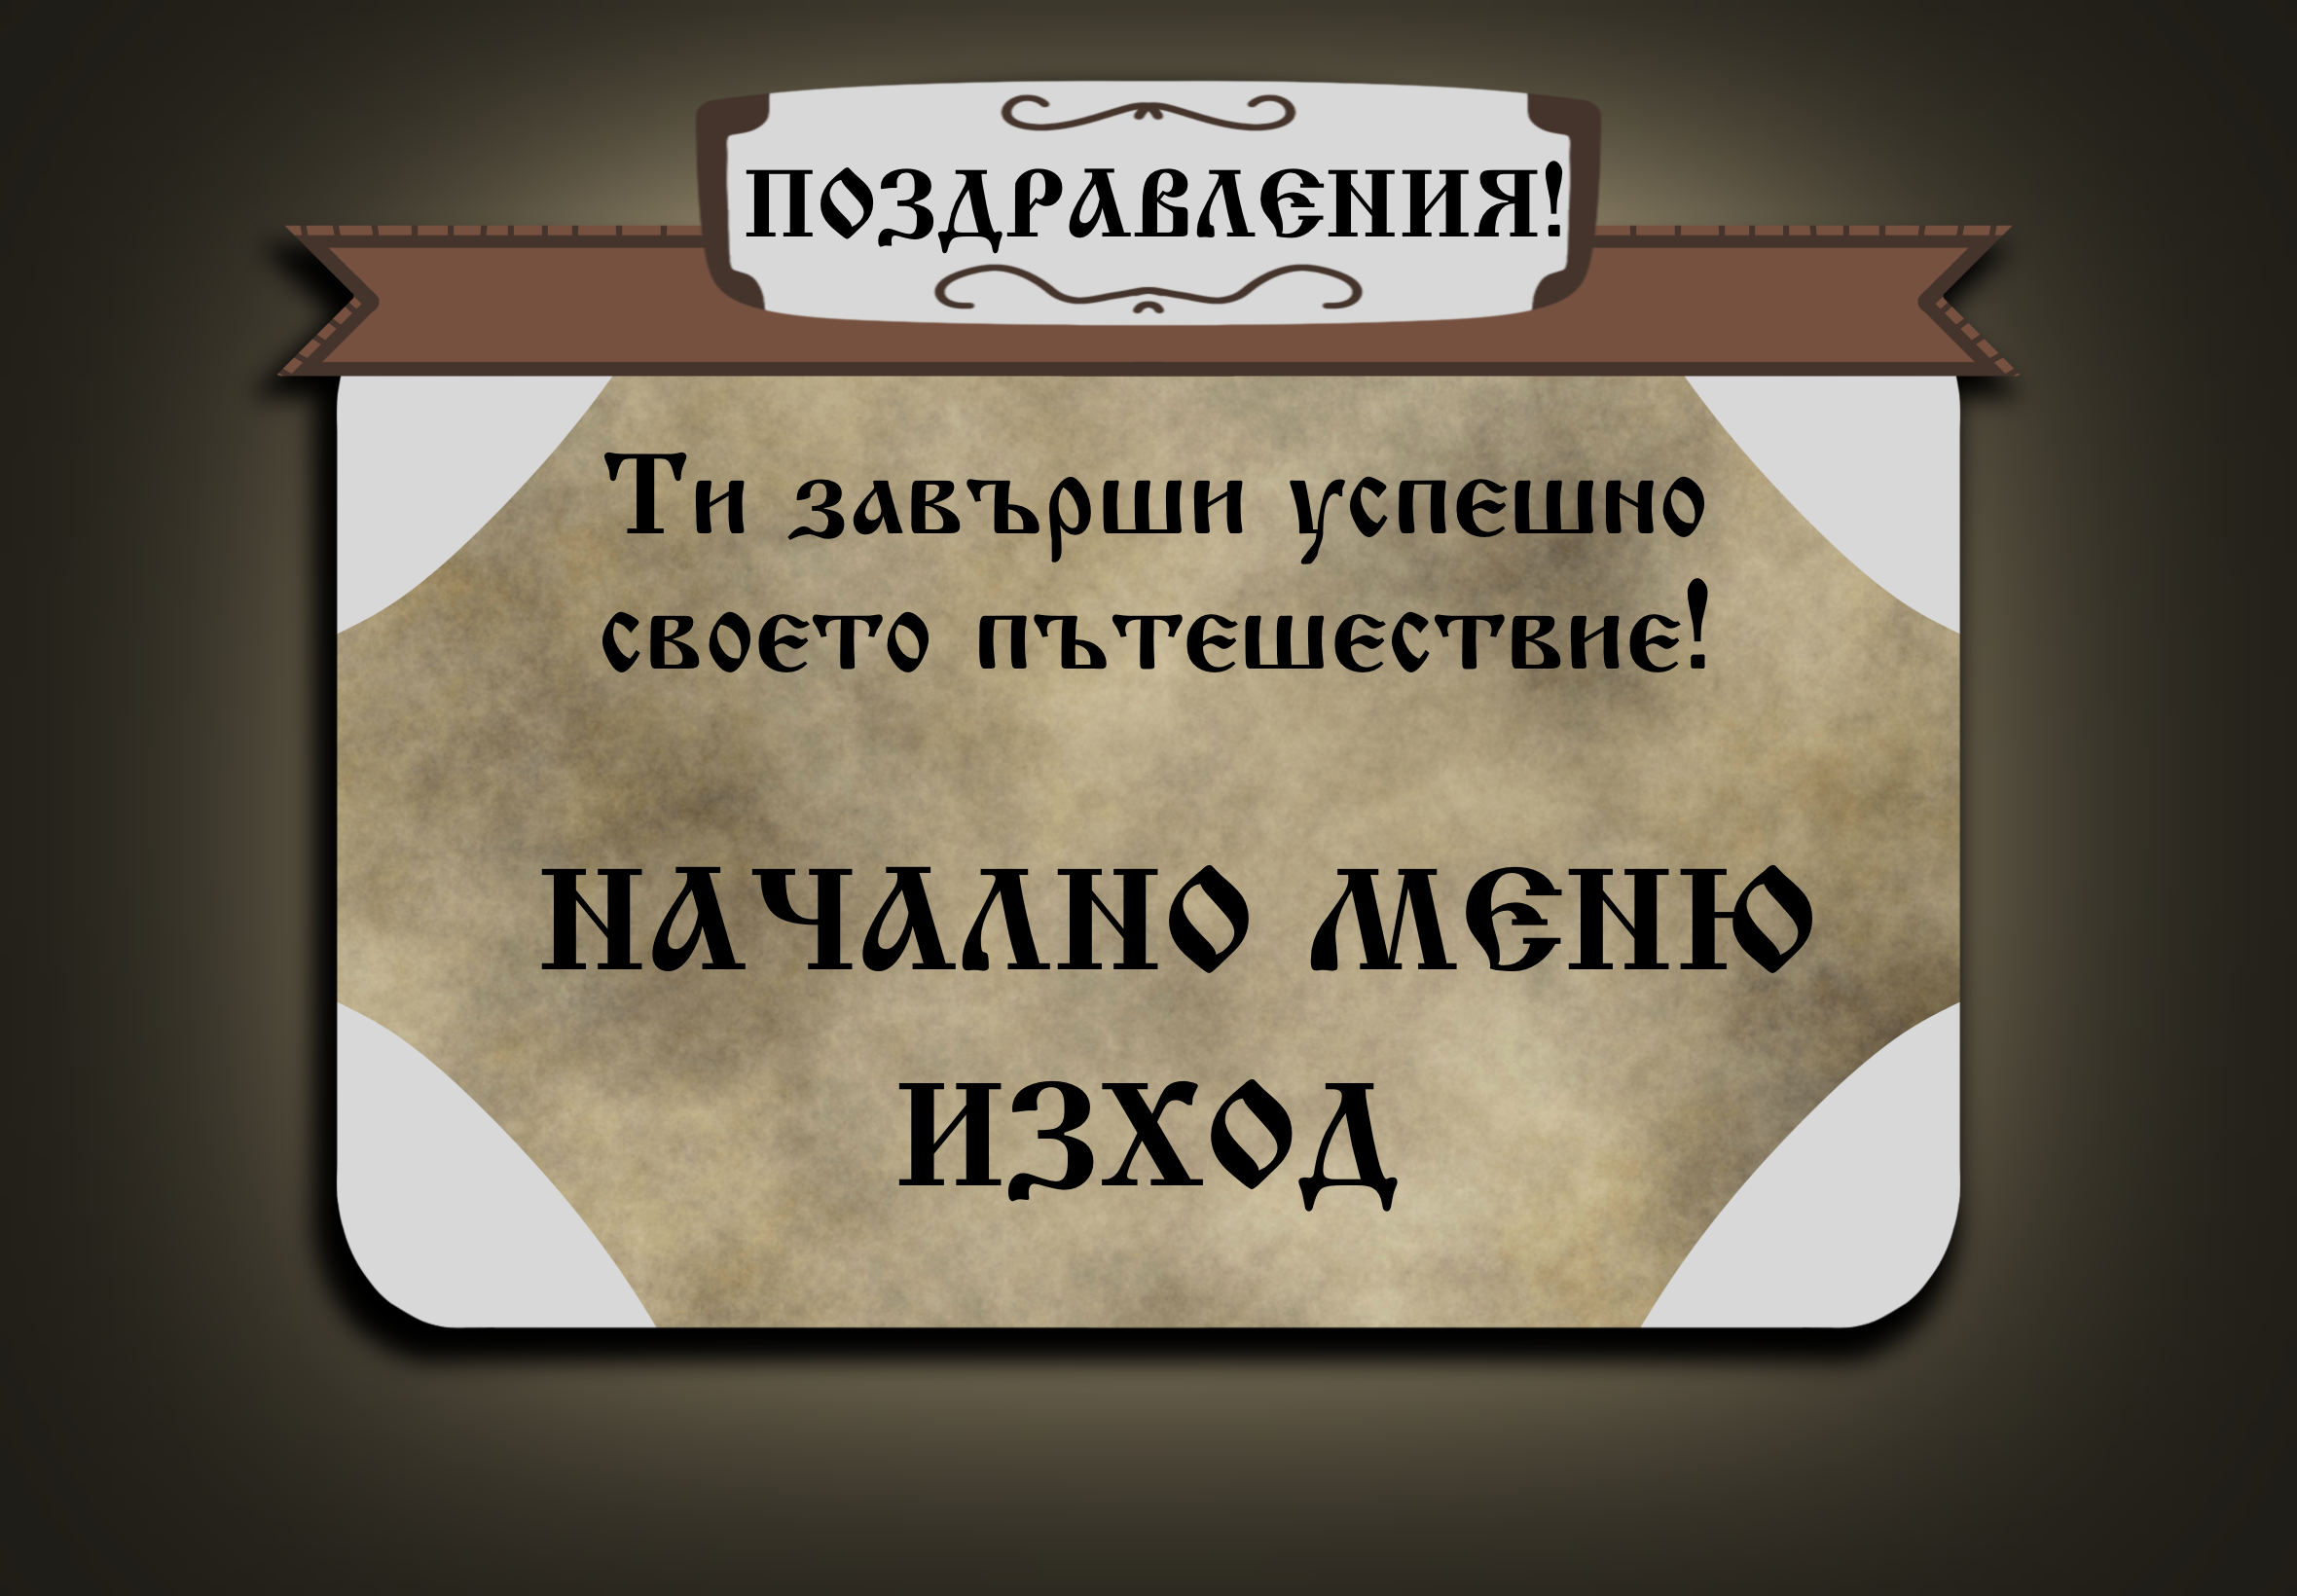 ПОЗДРАВЛЕНИЯ!
Ти завърши успешно
своето пътешествие!
НАЧАЛНО МЕНЮ
ИЗХОД